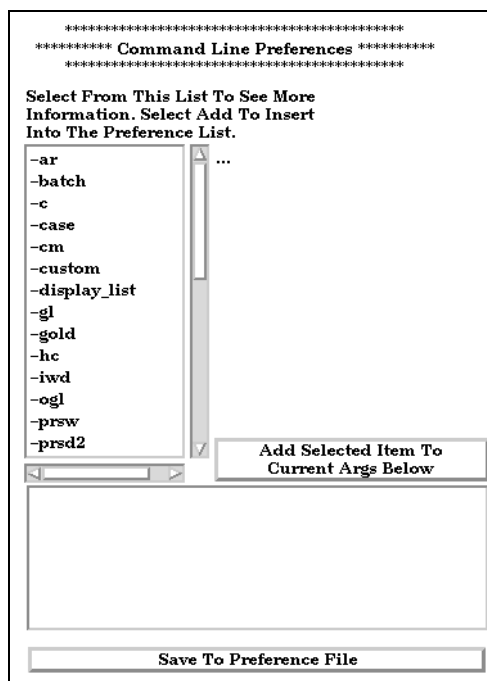 ********************************************
********** Command Line Preferences **********
********************************************
Select From This List To See More
Information. Select Add To Insert
Into The Preference List.
-ar
...
-batch
-c
-case
-cm
-custom
-display_list
-gl
-gold
-hc
-iwd
-ogl
-prsw
-prsd2
Add Selected Item To
Current Args Below
Save To Preference File